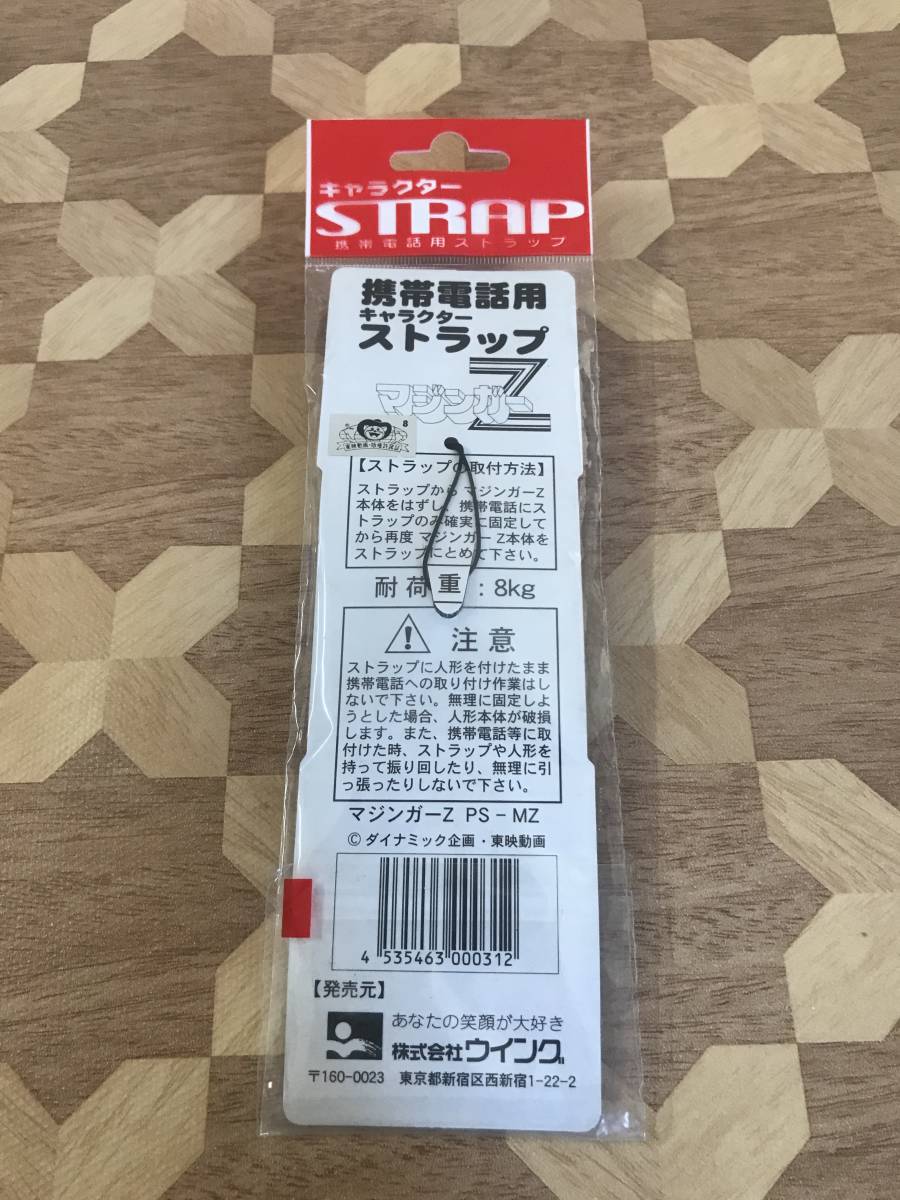 キャラクター
STRAP
携帯電話用ストラップ
携帯電話用
キャラクター
ストラップ
マジンガーZ
8
東映動画・版権許諾証
【ストラップの取付方法】
ストラップから マジンガーZ
本体をはずし、携帯電話にス
トラップのみ確実に固定して
から再度 マジンガー Z本体を
ストラップにとめて下さい。
耐荷重:8kg
注意
ストラップに人形を付けたまま
携帯電話への取り付け作業はし
ないで下さい。無理に固定しよ
うとした場合、人形本体が破損
します。また、携帯電話等に取
付けた時、ストラップや人形を
持って振り回したり、無理に引
っ張ったりしないで下さい。
マジンガーZ PS-MZ
© ダイナミック企画・東映動画
4 535463 000312
【発売元】
あなたの笑顔が大好き
株式会社ウイング
〒160-0023 東京都新宿区西新宿1-22-2